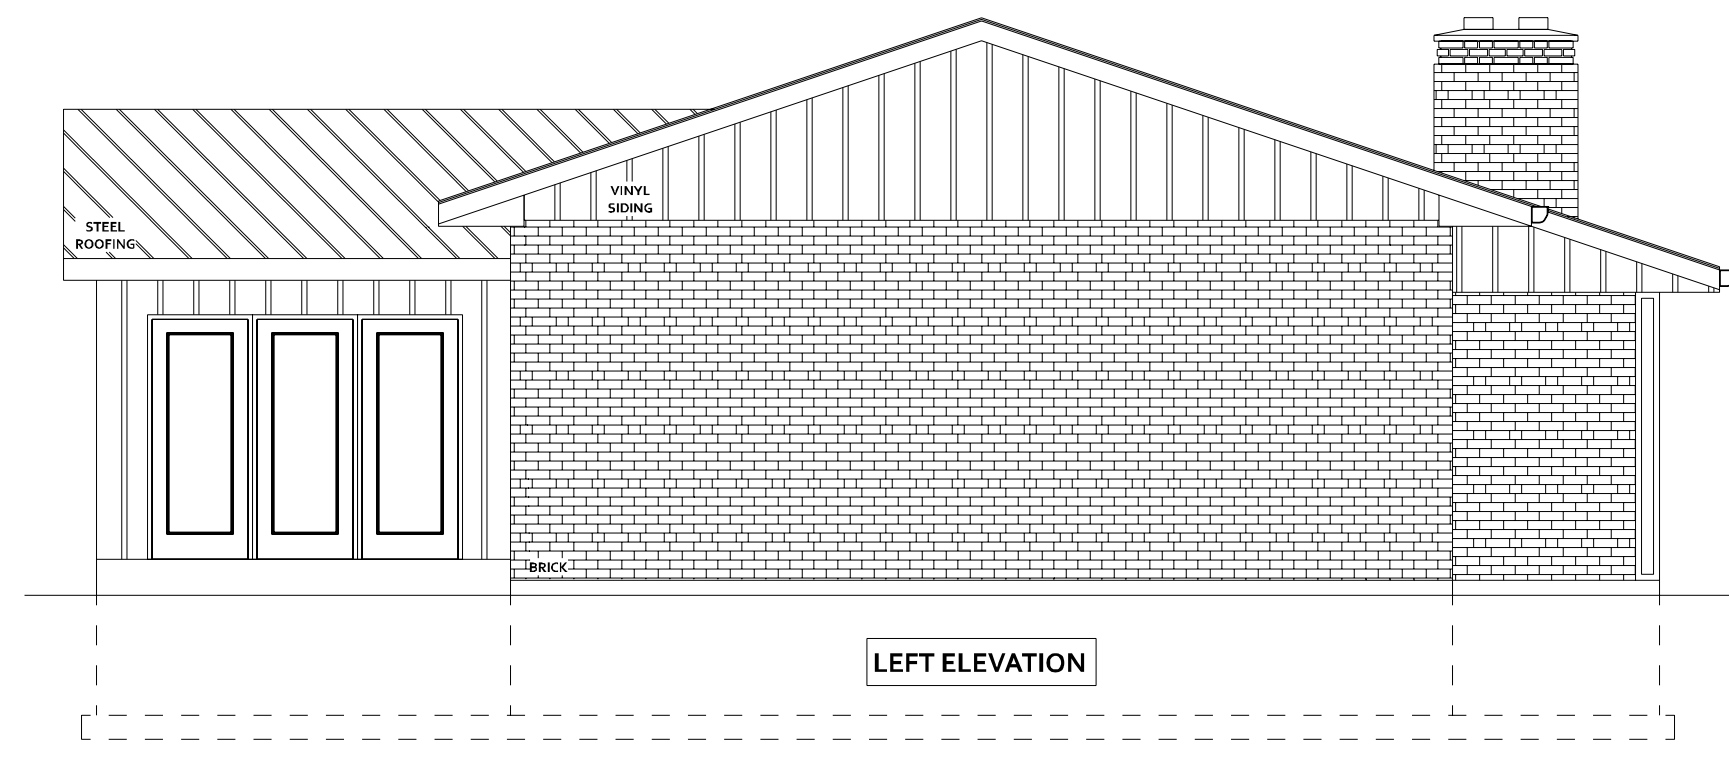 VINYL
SIDING
STEEL
ROOFING
BRICK
LEFT ELEVATION